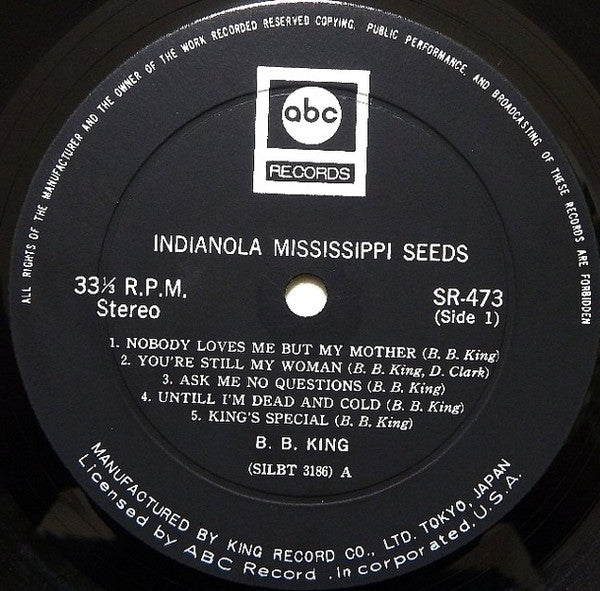 ALL RIGHTS OF THE MANUFACTURER AND THE OWNER OF THE WORK RECORDED RESERVED COPYING, PUBLIC PERFORMANCE, AND BROADCASTING OF THESE RECORDS ARE FORBIDDEN
abc
RECORDS
INDIANOLA MISSISSIPPI SEEDS
33⅓ R.P.M.
Stereo
SR-473
(Side 1)
1. NOBODY LOVES ME BUT MY MOTHER (B. B. King)
2. YOU'RE STILL MY WOMAN (B. B. King, D. Clark)
3. ASK ME NO QUESTIONS (B. B. King)
4. UNTILL I'M DEAD AND COLD (B. B. King)
5. KING'S SPECIAL (B. B. King)
B. B. KING
(SILBT 3186) A
MANUFACTURED BY KING RECORD CO., LTD. TOKYO, JAPAN
Licensed by ABC Record .Incorporated.U.S.A.